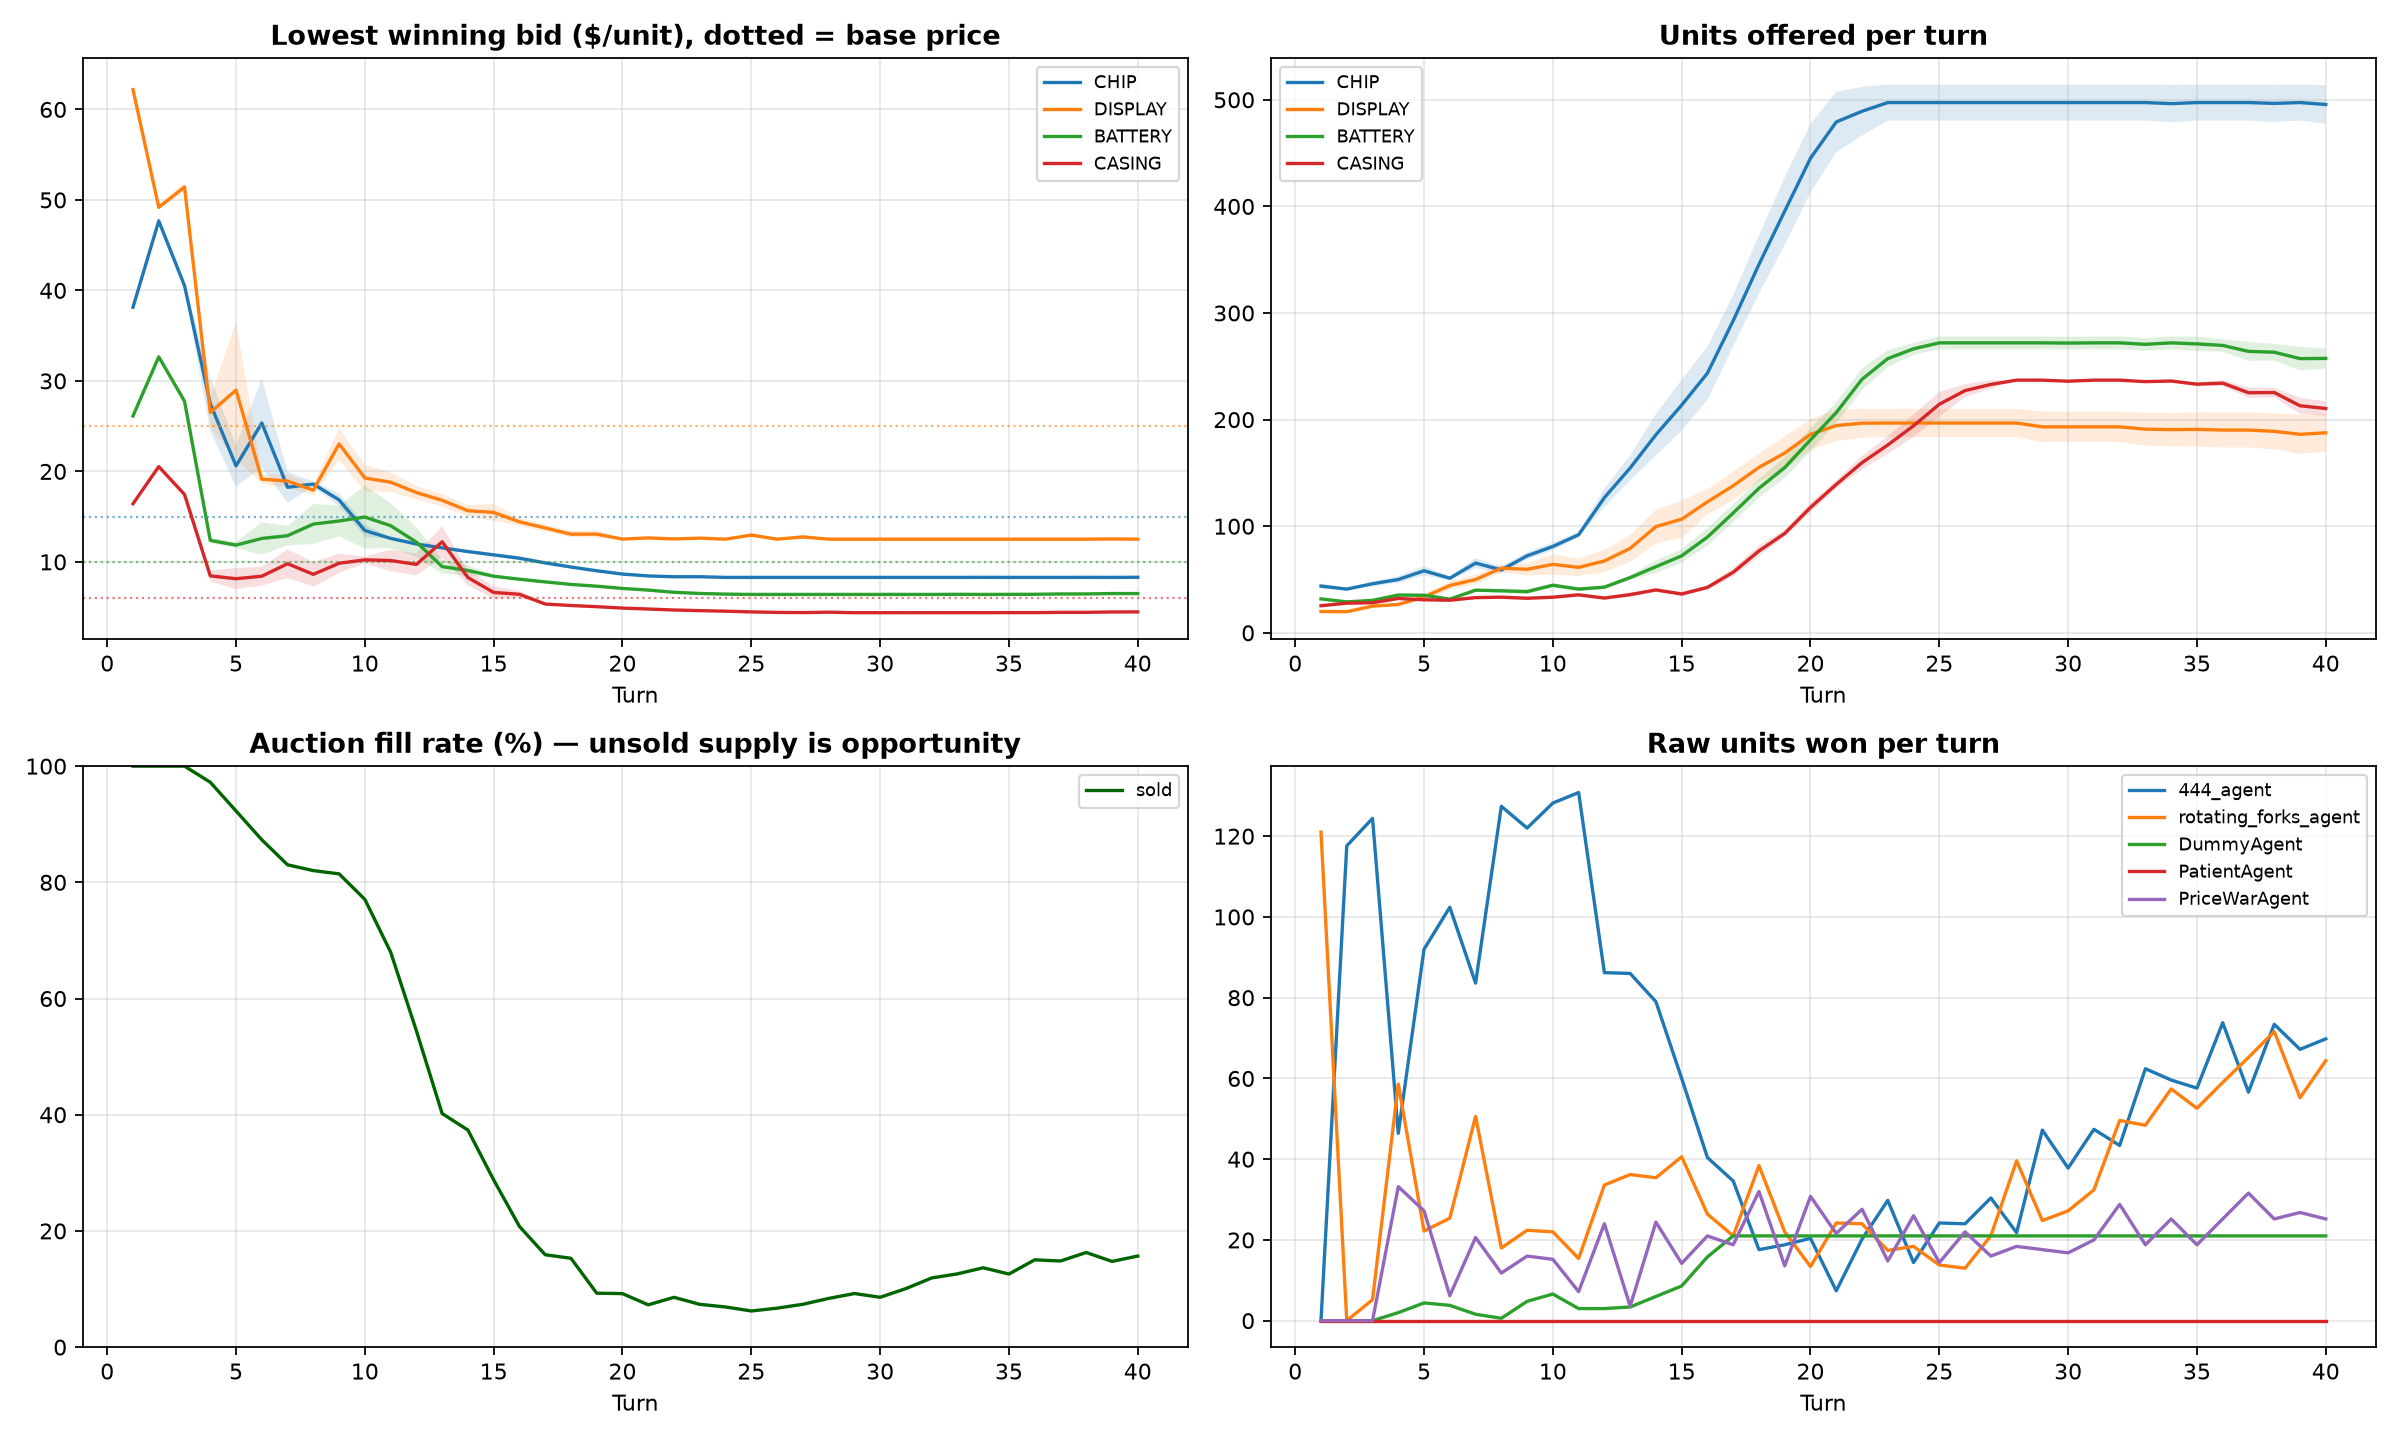 Lowest winning bid ($/unit), dotted = base price
60
50
40
30
20
10
CHIP
DISPLAY
BATTERY
CASING
0 5 10 15 20 25 30 35 40
Turn
Units offered per turn
500
400
300
200
100
0
CHIP
DISPLAY
BATTERY
CASING
0 5 10 15 20 25 30 35 40
Turn
Auction fill rate (%) — unsold supply is opportunity
100
80
60
40
20
0
sold
0 5 10 15 20 25 30 35 40
Turn
Raw units won per turn
120
100
80
60
40
20
0
444_agent
rotating_forks_agent
DummyAgent
PatientAgent
PriceWarAgent
0 5 10 15 20 25 30 35 40
Turn